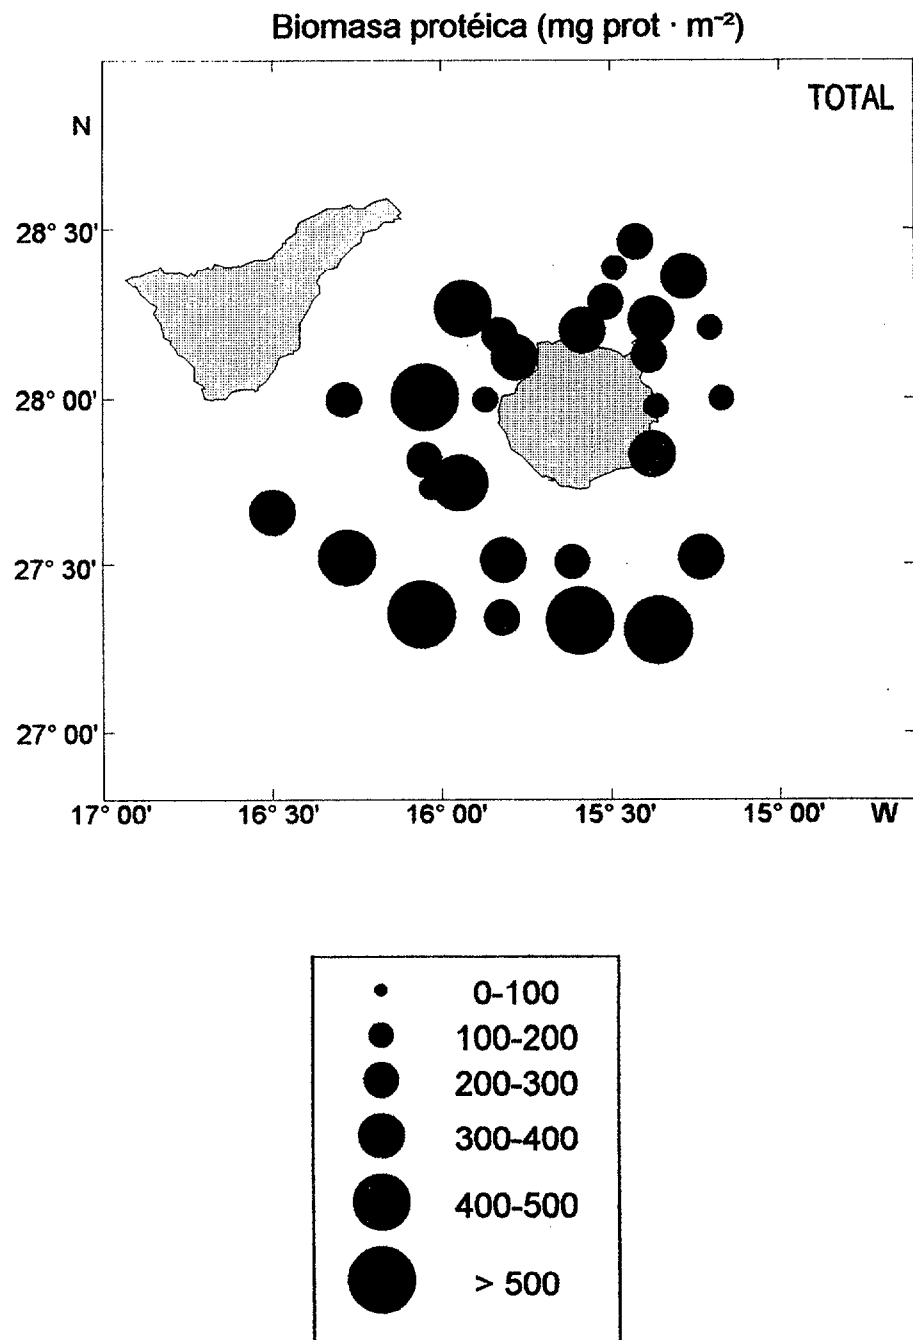 Biomasa protéica (mg prot · m⁻²)
TOTAL
N
28° 30'
28° 00'
27° 30'
27° 00'
17° 00' 16° 30' 16° 00' 15° 30' 15° 00' W
0-100
100-200
200-300
300-400
400-500
> 500